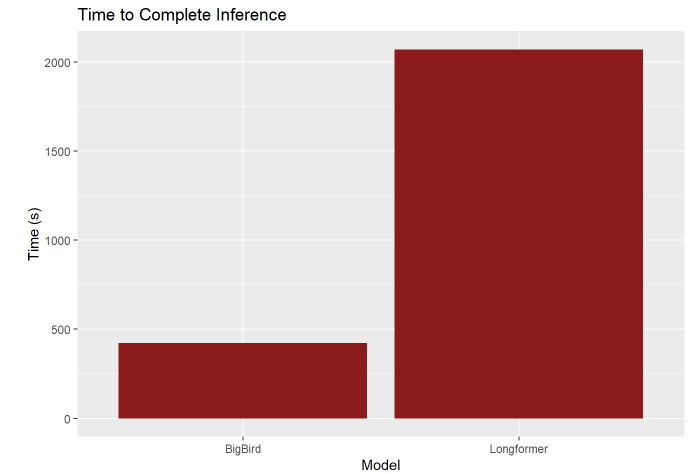 Time to Complete Inference
Time (s)
2000
1500
1000
500
0
BigBird
Longformer
Model